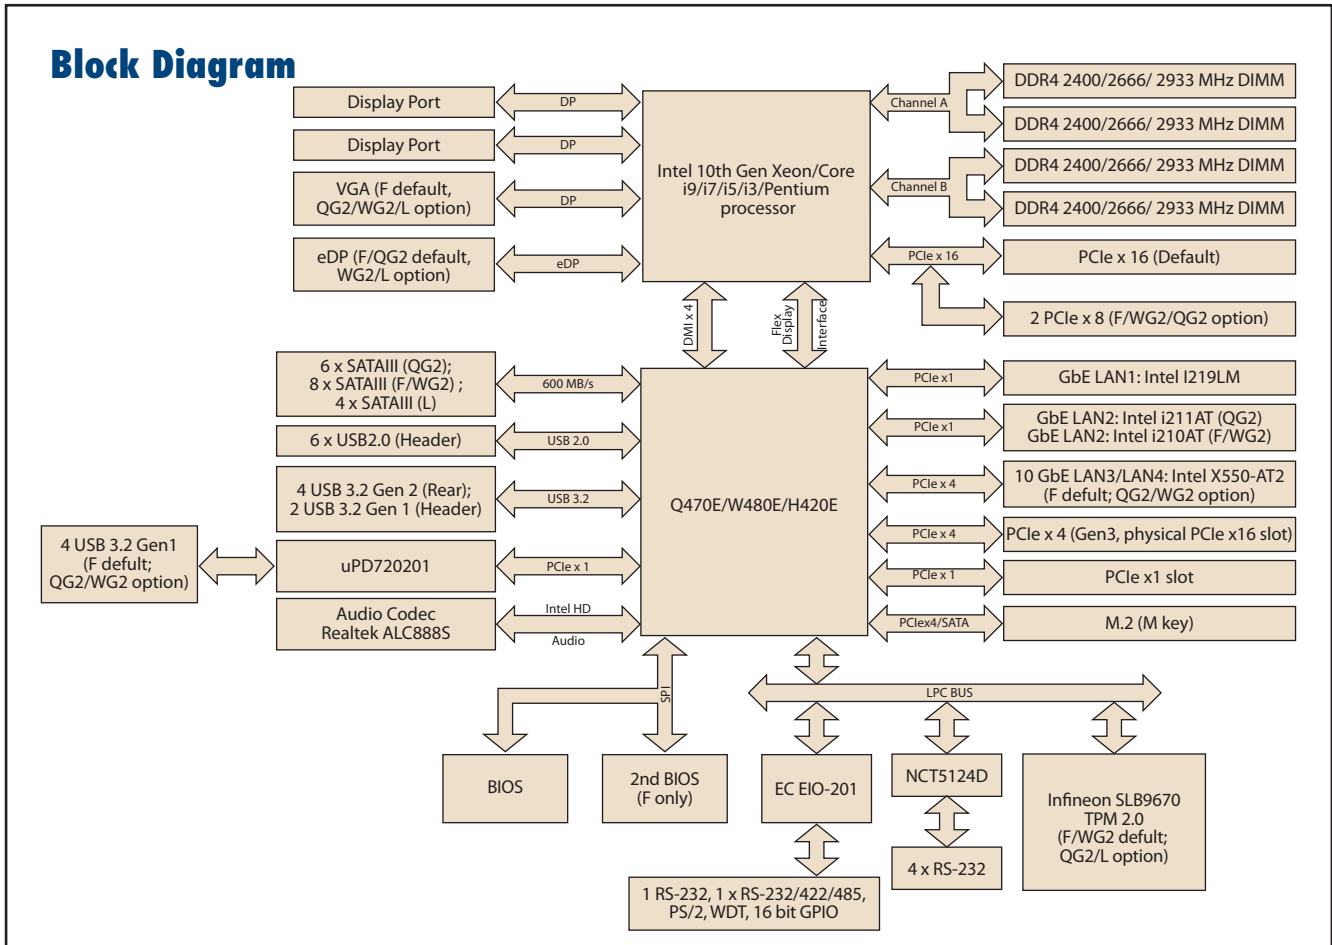 Block Diagram
Display Port
DP
Display Port
DP
VGA (F default,
QG2/WG2/L option)
DP
eDP (F/QG2 default,
WG2/L option)
eDP
Intel 10th Gen Xeon/Core
i9/i7/i5/i3/Pentium
processor
Channel A
DDR4 2400/2666/ 2933 MHz DIMM
DDR4 2400/2666/ 2933 MHz DIMM
Channel B
DDR4 2400/2666/ 2933 MHz DIMM
DDR4 2400/2666/ 2933 MHz DIMM
PCIe x 16
PCIe x 16 (Default)
2 PCIe x 8 (F/WG2/QG2 option)
DMI x 4
Flex
Display
Interface
6 x SATAIII (QG2);
8 x SATAIII (F/WG2) ;
4 x SATAIII (L)
600 MB/s
6 x USB2.0 (Header)
USB 2.0
4 USB 3.2 Gen 2 (Rear);
2 USB 3.2 Gen 1 (Header)
USB 3.2
4 USB 3.2 Gen1
(F defult;
QG2/WG2 option)
uPD720201
PCIe x 1
Audio Codec
Realtek ALC888S
Intel HD
Audio
Q470E/W480E/H420E
PCIe x1
GbE LAN1: Intel I219LM
PCIe x1
GbE LAN2: Intel i211AT (QG2)
GbE LAN2: Intel i210AT (F/WG2)
PCIe x 4
10 GbE LAN3/LAN4: Intel X550-AT2
(F defult; QG2/WG2 option)
PCIe x 4
PCIe x 4 (Gen3, physical PCIe x16 slot)
PCIe x 1
PCIe x1 slot
PCIex4/SATA
M.2 (M key)
SPI
LPC BUS
BIOS
2nd BIOS
(F only)
EC EIO-201
NCT5124D
Infineon SLB9670
TPM 2.0
(F/WG2 defult;
QG2/L option)
4 x RS-232
1 RS-232, 1 x RS-232/422/485,
PS/2, WDT, 16 bit GPIO